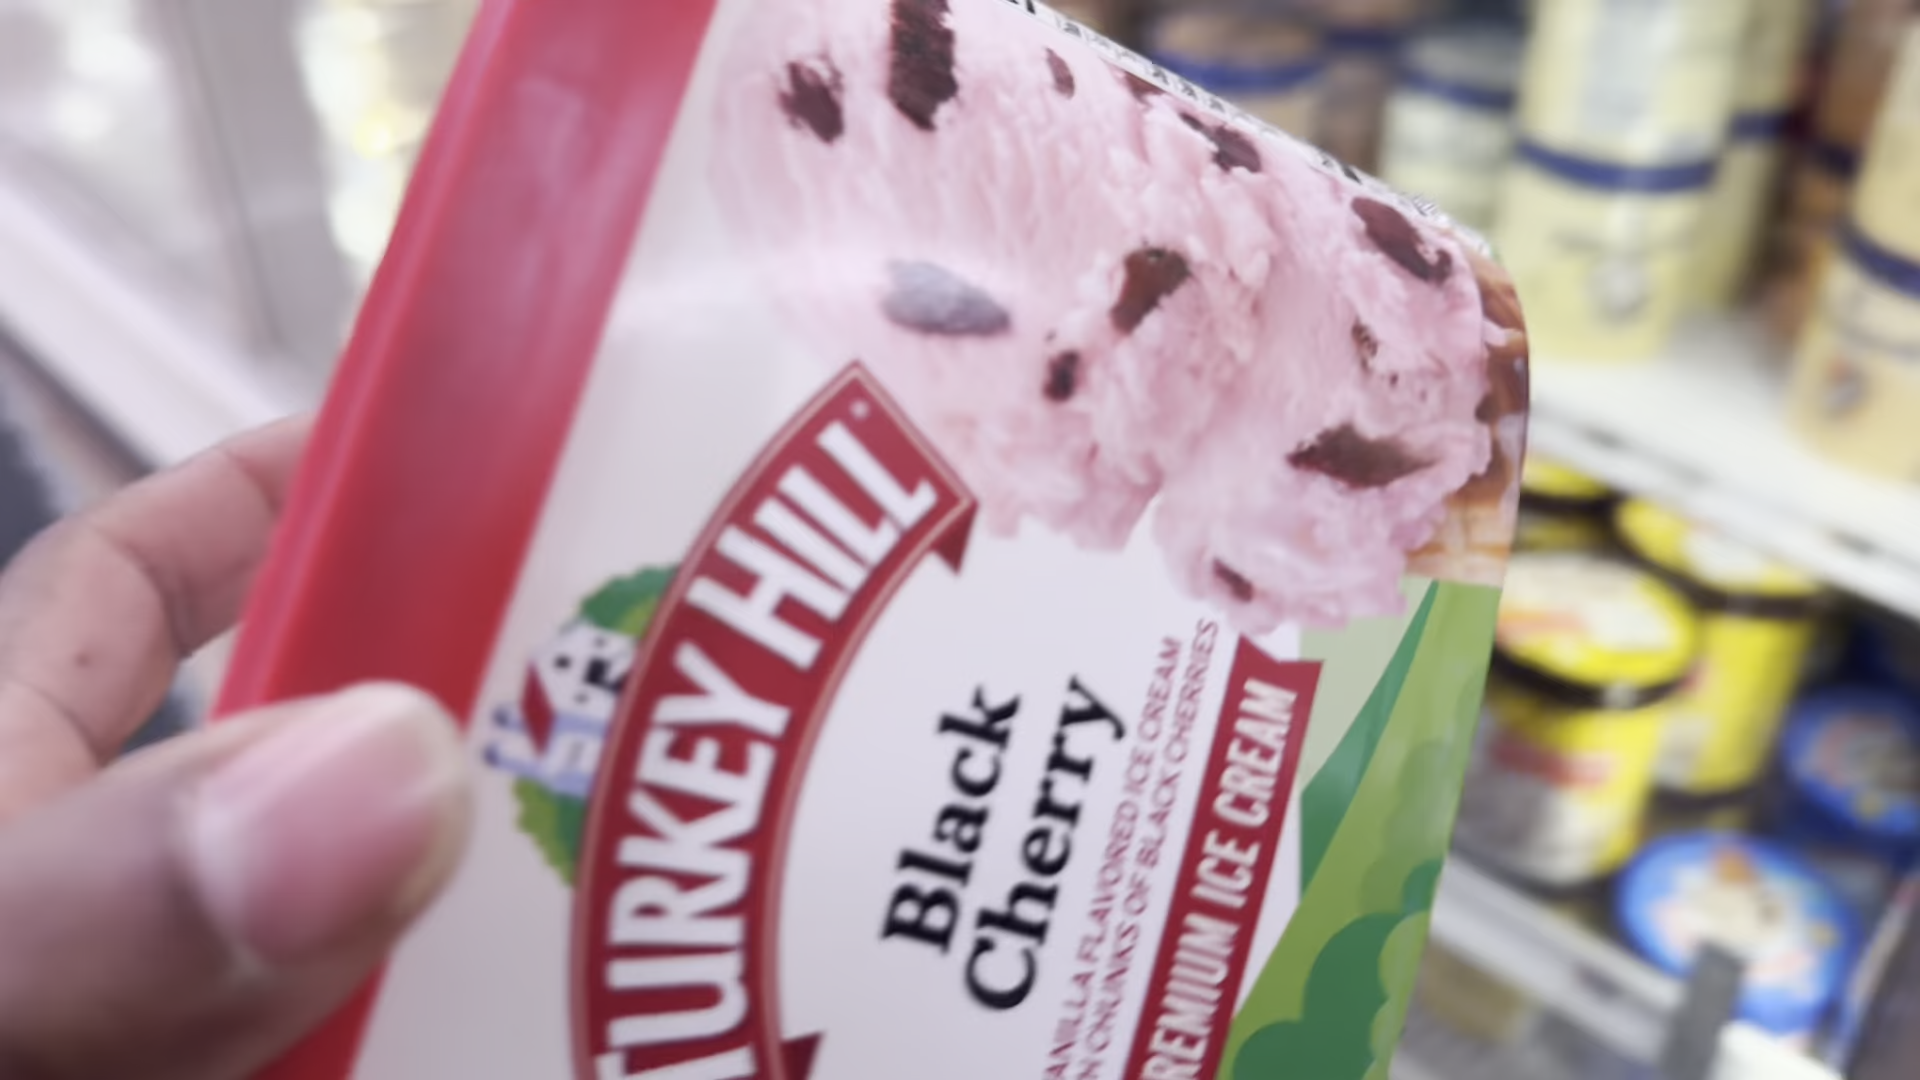 TURKEY HILL
Black
Cherry
VANILLA FLAVORED ICE CREAM
CHUNKS OF BLACK CHERRIES
PREMIUM ICE CREAM